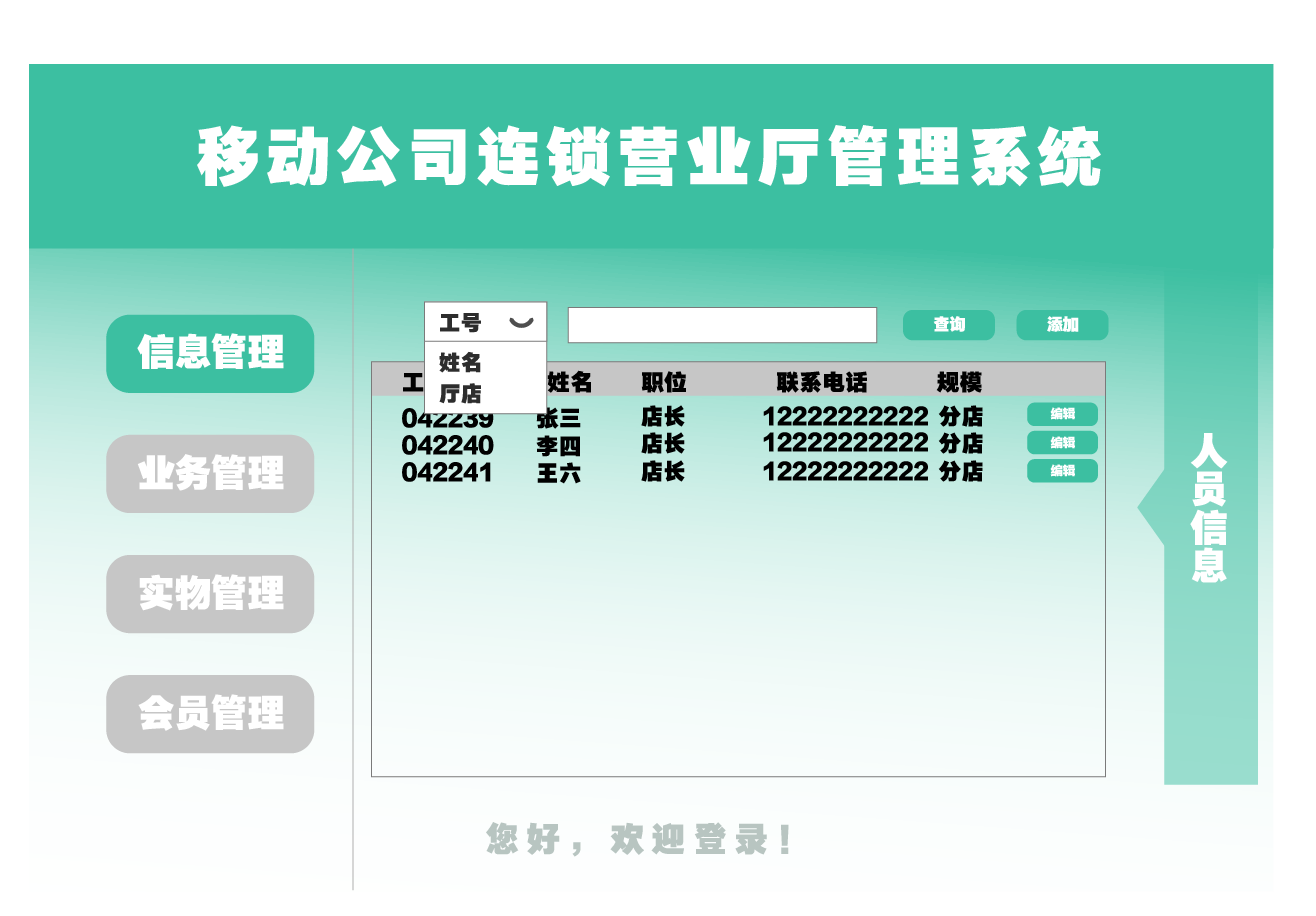 移动公司连锁营业厅管理系统
信息管理
业务管理
实物管理
会员管理
工号
查询
添加
姓名
厅店
工 姓名 职位 联系电话 规模
042239 张三 店长 12222222222 分店 编辑
042240 李四 店长 12222222222 分店 编辑
042241 王六 店长 12222222222 分店 编辑
人员信息
您好，欢迎登录！